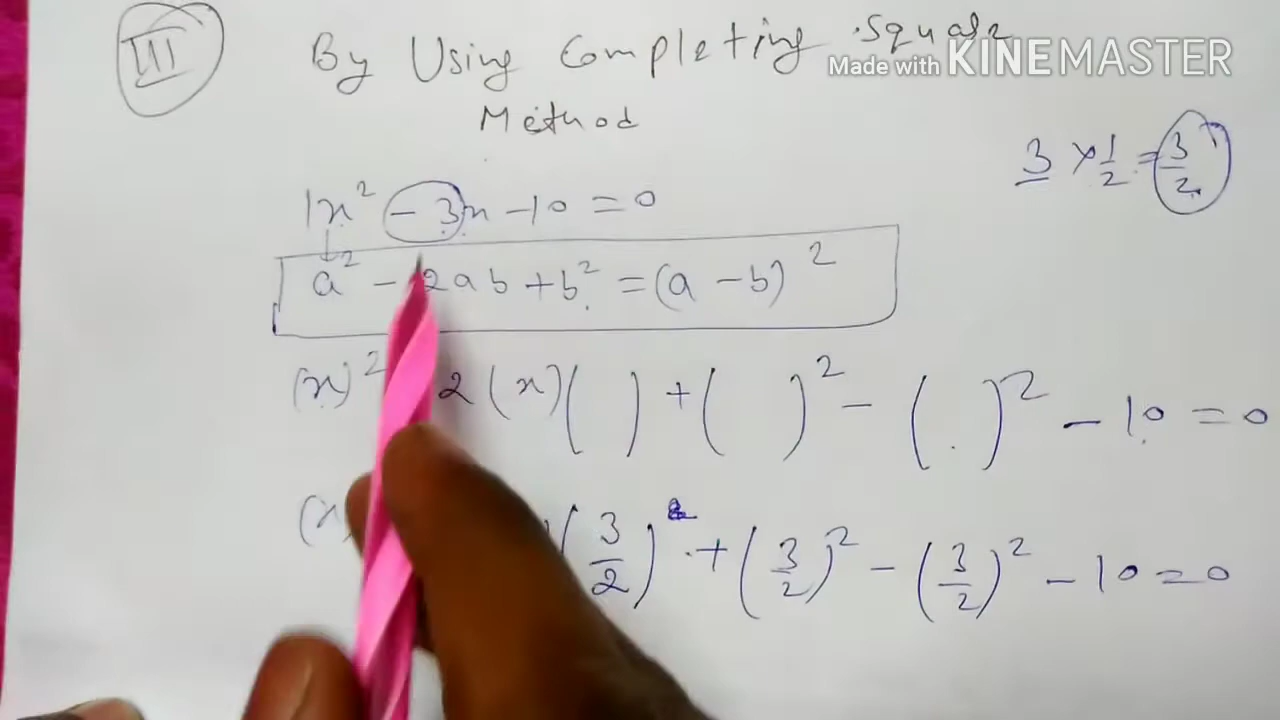 III
By Using Completing Square
Made with KINEMASTER
Method
3 × 1/2 = 3/2
1x² - 3x - 10 = 0
a² - 2ab + b² = (a - b)²
(x)² 2(x)( ) + ( )² - ( )² - 10 = 0
(x (3/2) + (3/2)² - (3/2)² - 10 = 0